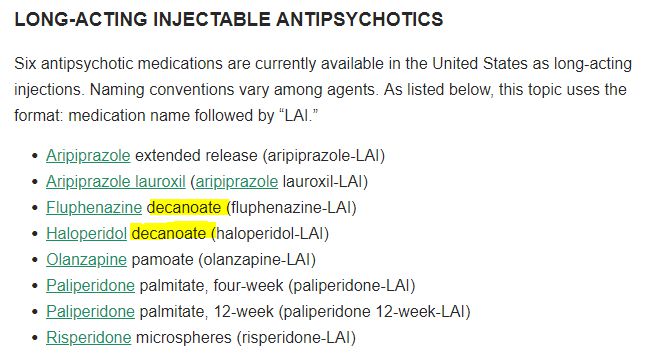 LONG-ACTING INJECTABLE ANTIPSYCHOTICS
Six antipsychotic medications are currently available in the United States as long-acting
injections. Naming conventions vary among agents. As listed below, this topic uses the
format: medication name followed by “LAI.”
• Aripiprazole extended release (aripiprazole-LAI)
• Aripiprazole lauroxil (aripiprazole lauroxil-LAI)
• Fluphenazine decanoate (fluphenazine-LAI)
• Haloperidol decanoate (haloperidol-LAI)
• Olanzapine pamoate (olanzapine-LAI)
• Paliperidone palmitate, four-week (paliperidone-LAI)
• Paliperidone palmitate, 12-week (paliperidone 12-week-LAI)
• Risperidone microspheres (risperidone-LAI)